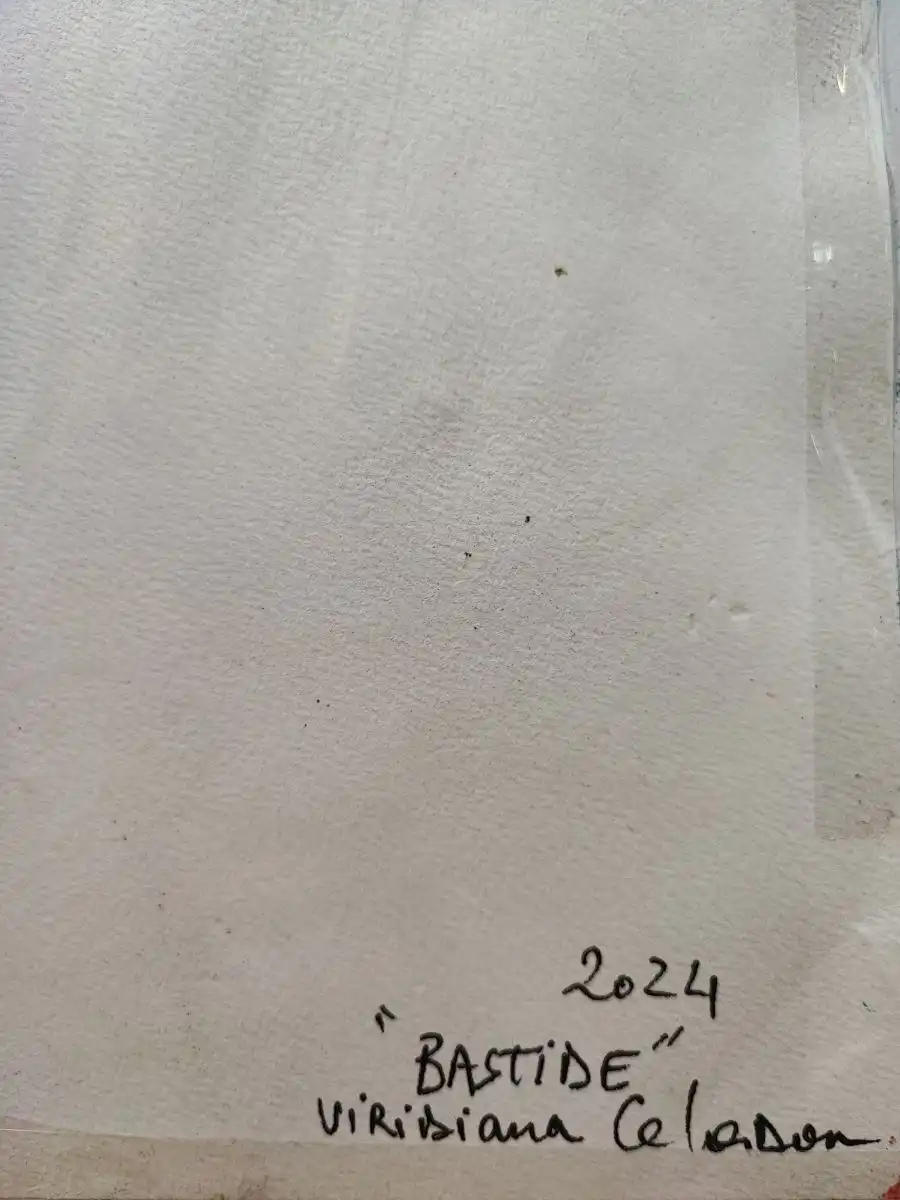 2024
"BASTIDE"
Viridiana Celadon